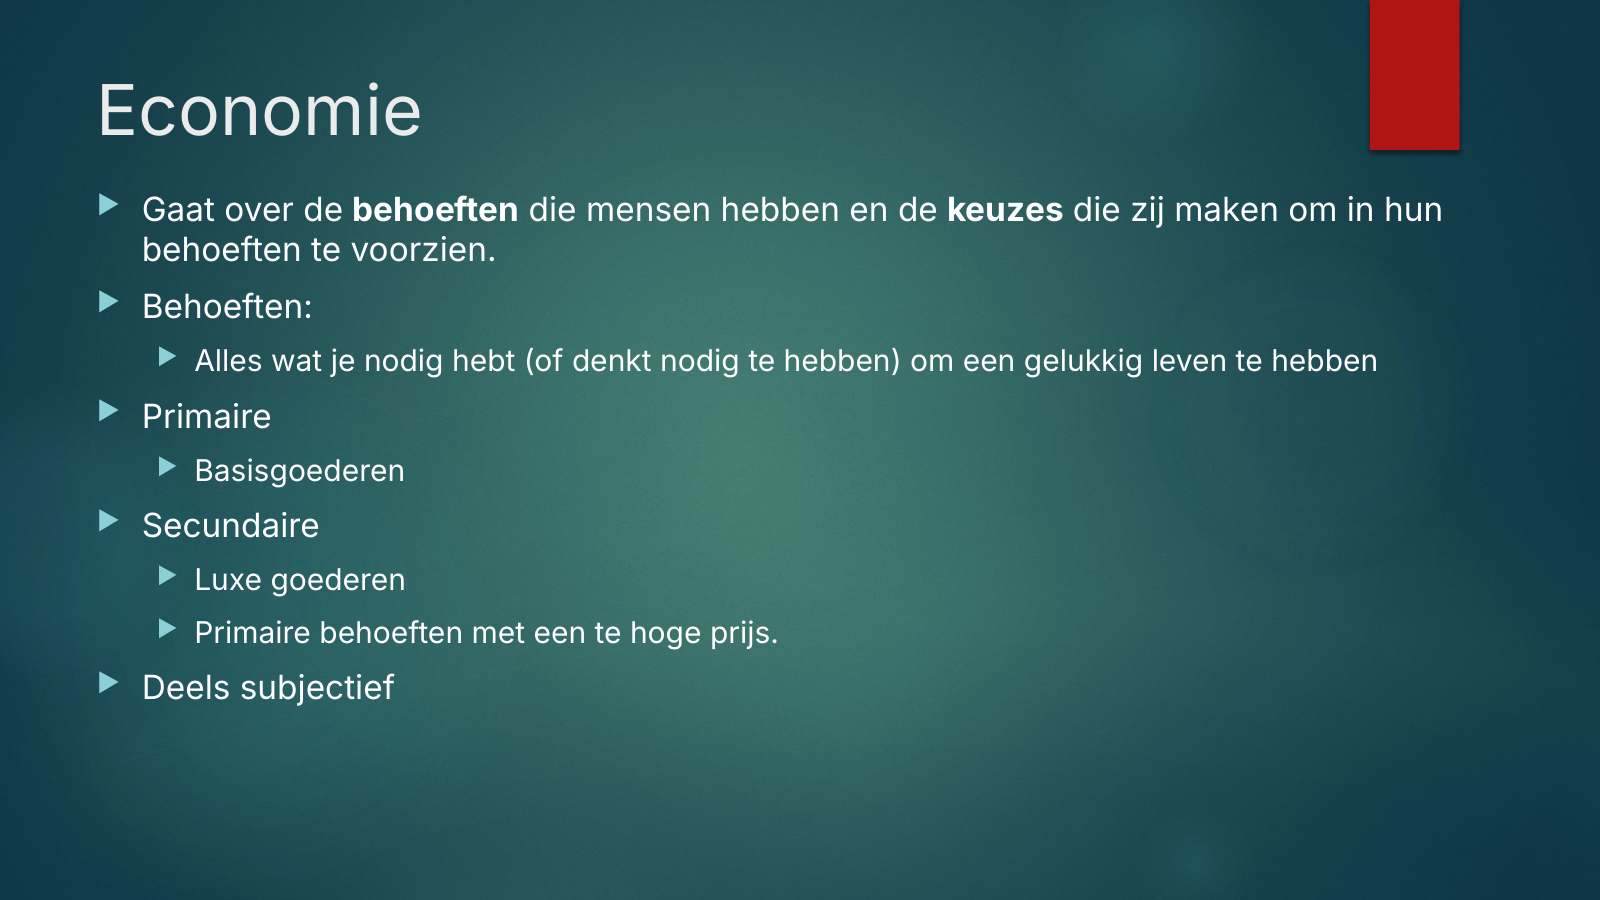 Economie
Gaat over de behoeften die mensen hebben en de keuzes die zij maken om in hun
behoeften te voorzien.
Behoeften:
Alles wat je nodig hebt (of denkt nodig te hebben) om een gelukkig leven te hebben
Primaire
Basisgoederen
Secundaire
Luxe goederen
Primaire behoeften met een te hoge prijs.
Deels subjectief